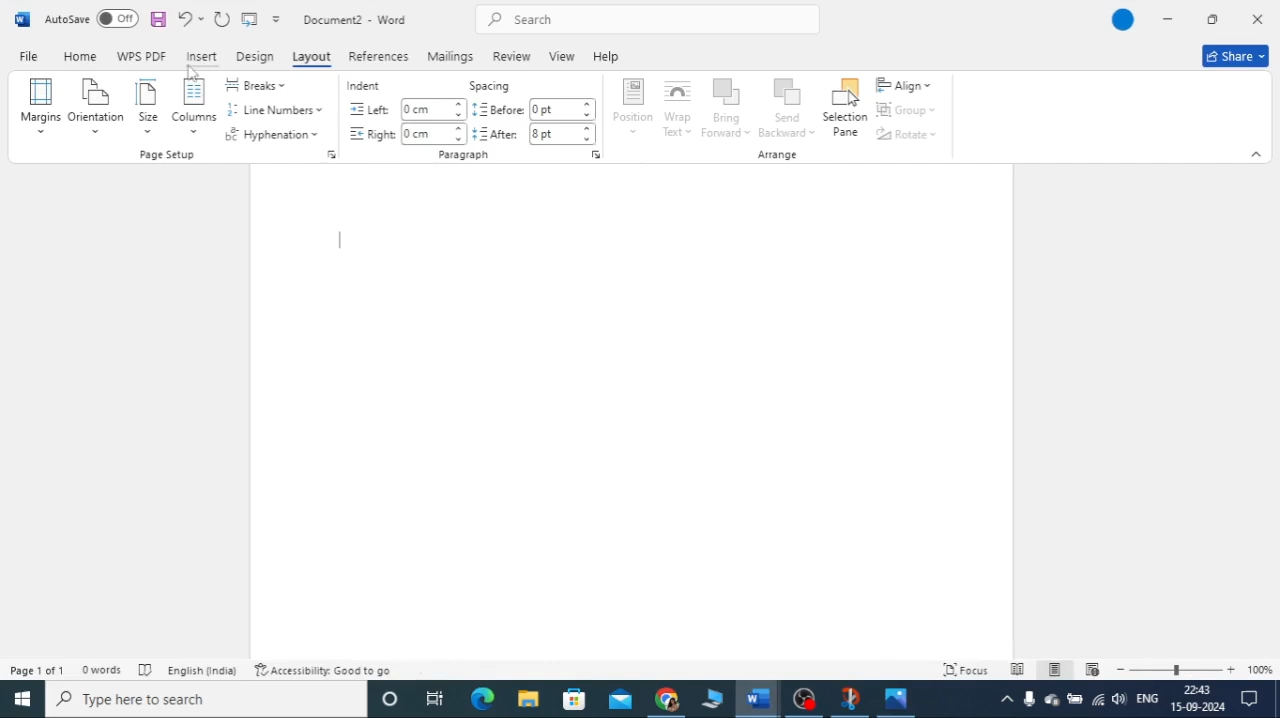 AutoSave Off Document2 - Word Search
File Home WPS PDF Insert Design Layout References Mailings Review View Help Share
Margins Orientation Size Columns Breaks Line Numbers Hyphenation
Page Setup
Indent Spacing
Left: 0 cm Before: 0 pt
Right: 0 cm After: 8 pt
Paragraph
Position Wrap Text Bring Forward Send Backward Selection Pane Align Group Rotate
Arrange
Page 1 of 1 0 words English (India) Accessibility: Good to go Focus 100%
Type here to search ENG 22:43
15-09-2024